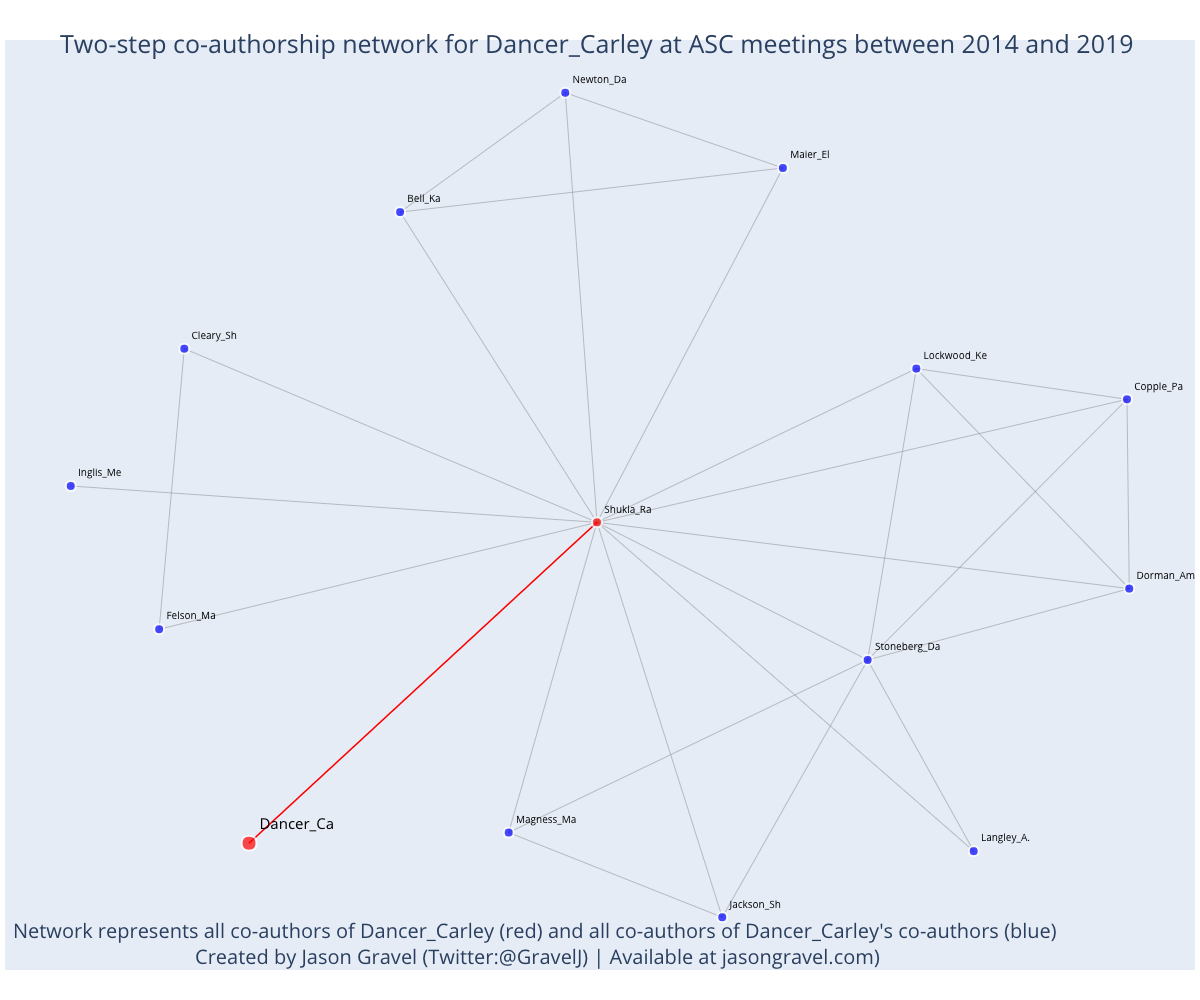 Two-step co-authorship network for Dancer_Carley at ASC meetings between 2014 and 2019
Newton_Da
Maier_El
Bell_Ka
Cleary_Sh
Lockwood_Ke
Copple_Pa
Inglis_Me
Shukla_Ra
Dorman_Am
Felson_Ma
Stoneberg_Da
Dancer_Ca
Magness_Ma
Langley_A.
Jackson_Sh
Network represents all co-authors of Dancer_Carley (red) and all co-authors of Dancer_Carley's co-authors (blue)
Created by Jason Gravel (Twitter:@GravelJ) | Available at jasongravel.com)